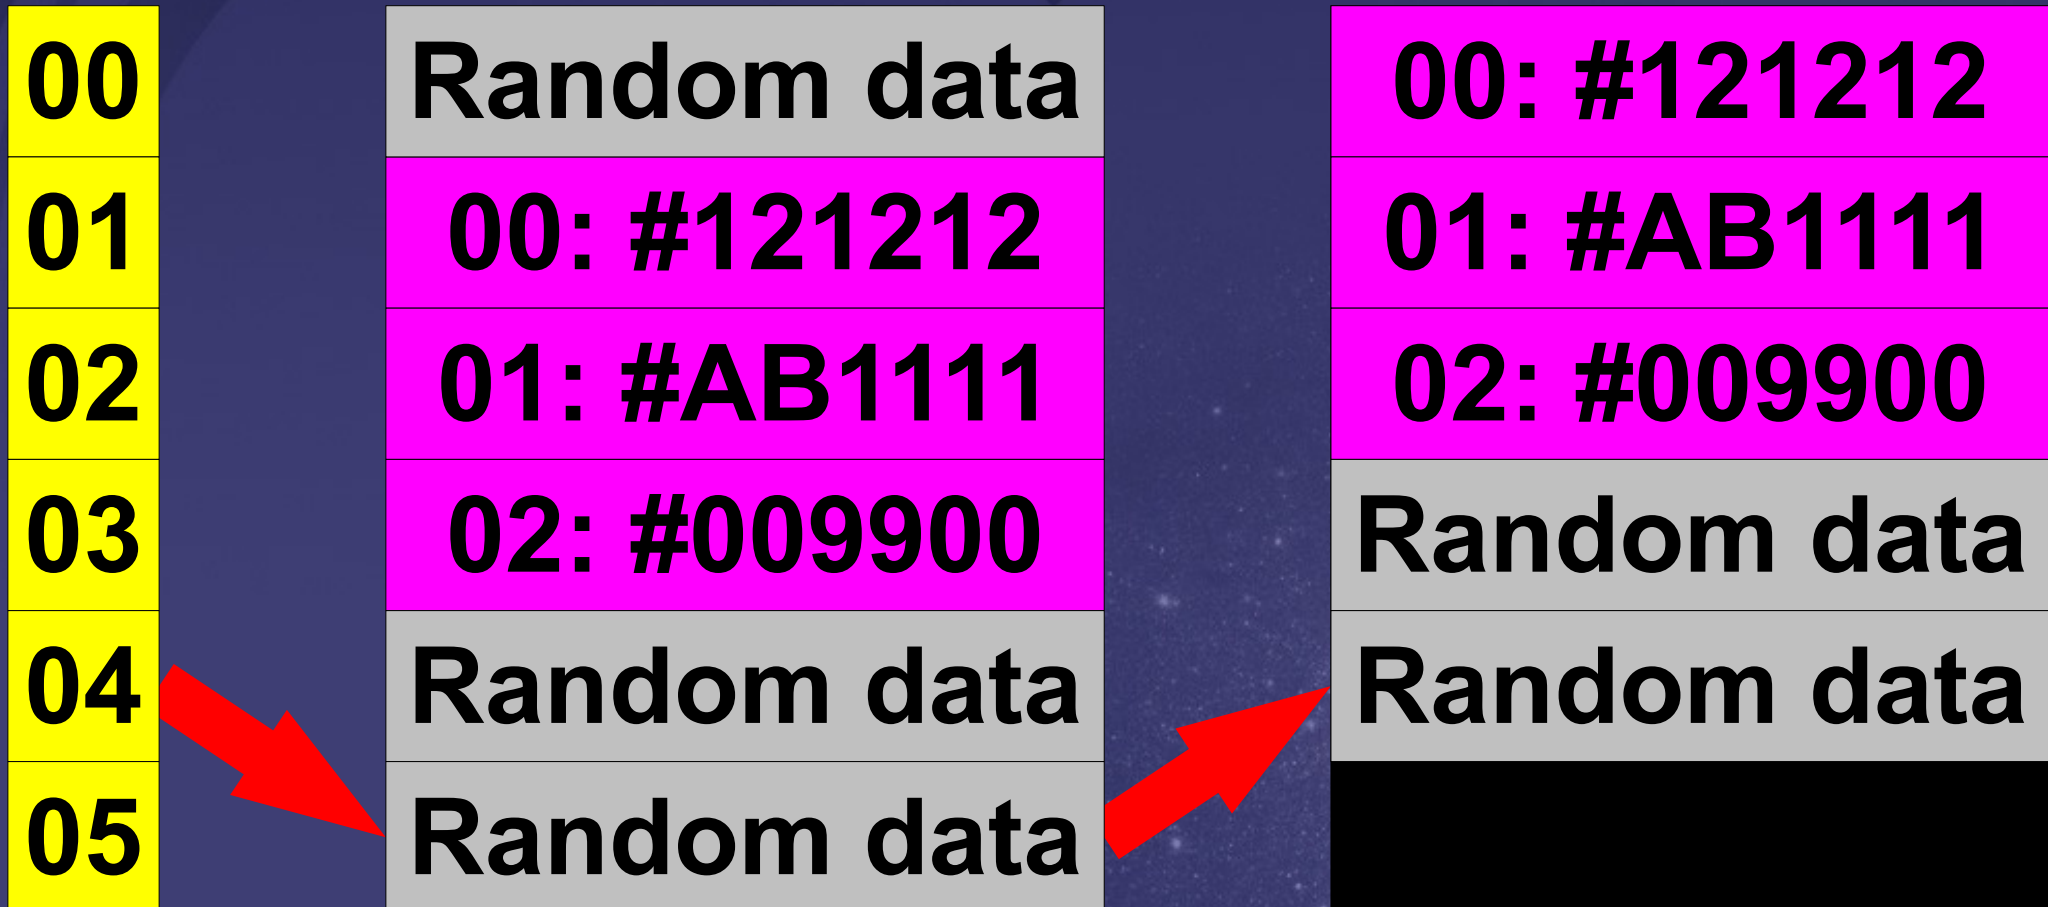 00
Random data
00: #121212
01
00: #121212
01: #AB1111
02
01: #AB1111
02: #009900
03
02: #009900
Random data
04
Random data
Random data
05
Random data